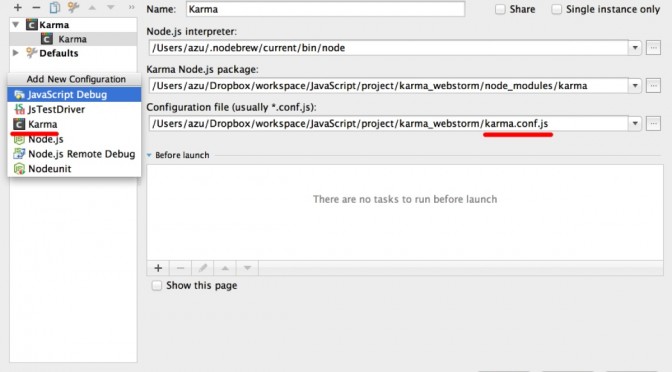 Name: Karma
Share
Single instance only
Karma
Karma
Defaults
Add New Configuration
JavaScript Debug
JsTestDriver
Karma
Node.js
Node.js Remote Debug
Nodeunit
Node.js interpreter:
/Users/azu/.nodebrew/current/bin/node
Karma Node.js package:
/Users/azu/Dropbox/workspace/JavaScript/project/karma_webstorm/node_modules/karma
Configuration file (usually *.conf.js):
/Users/azu/Dropbox/workspace/JavaScript/project/karma_webstorm/karma.conf.js
Before launch
There are no tasks to run before launch
Show this page